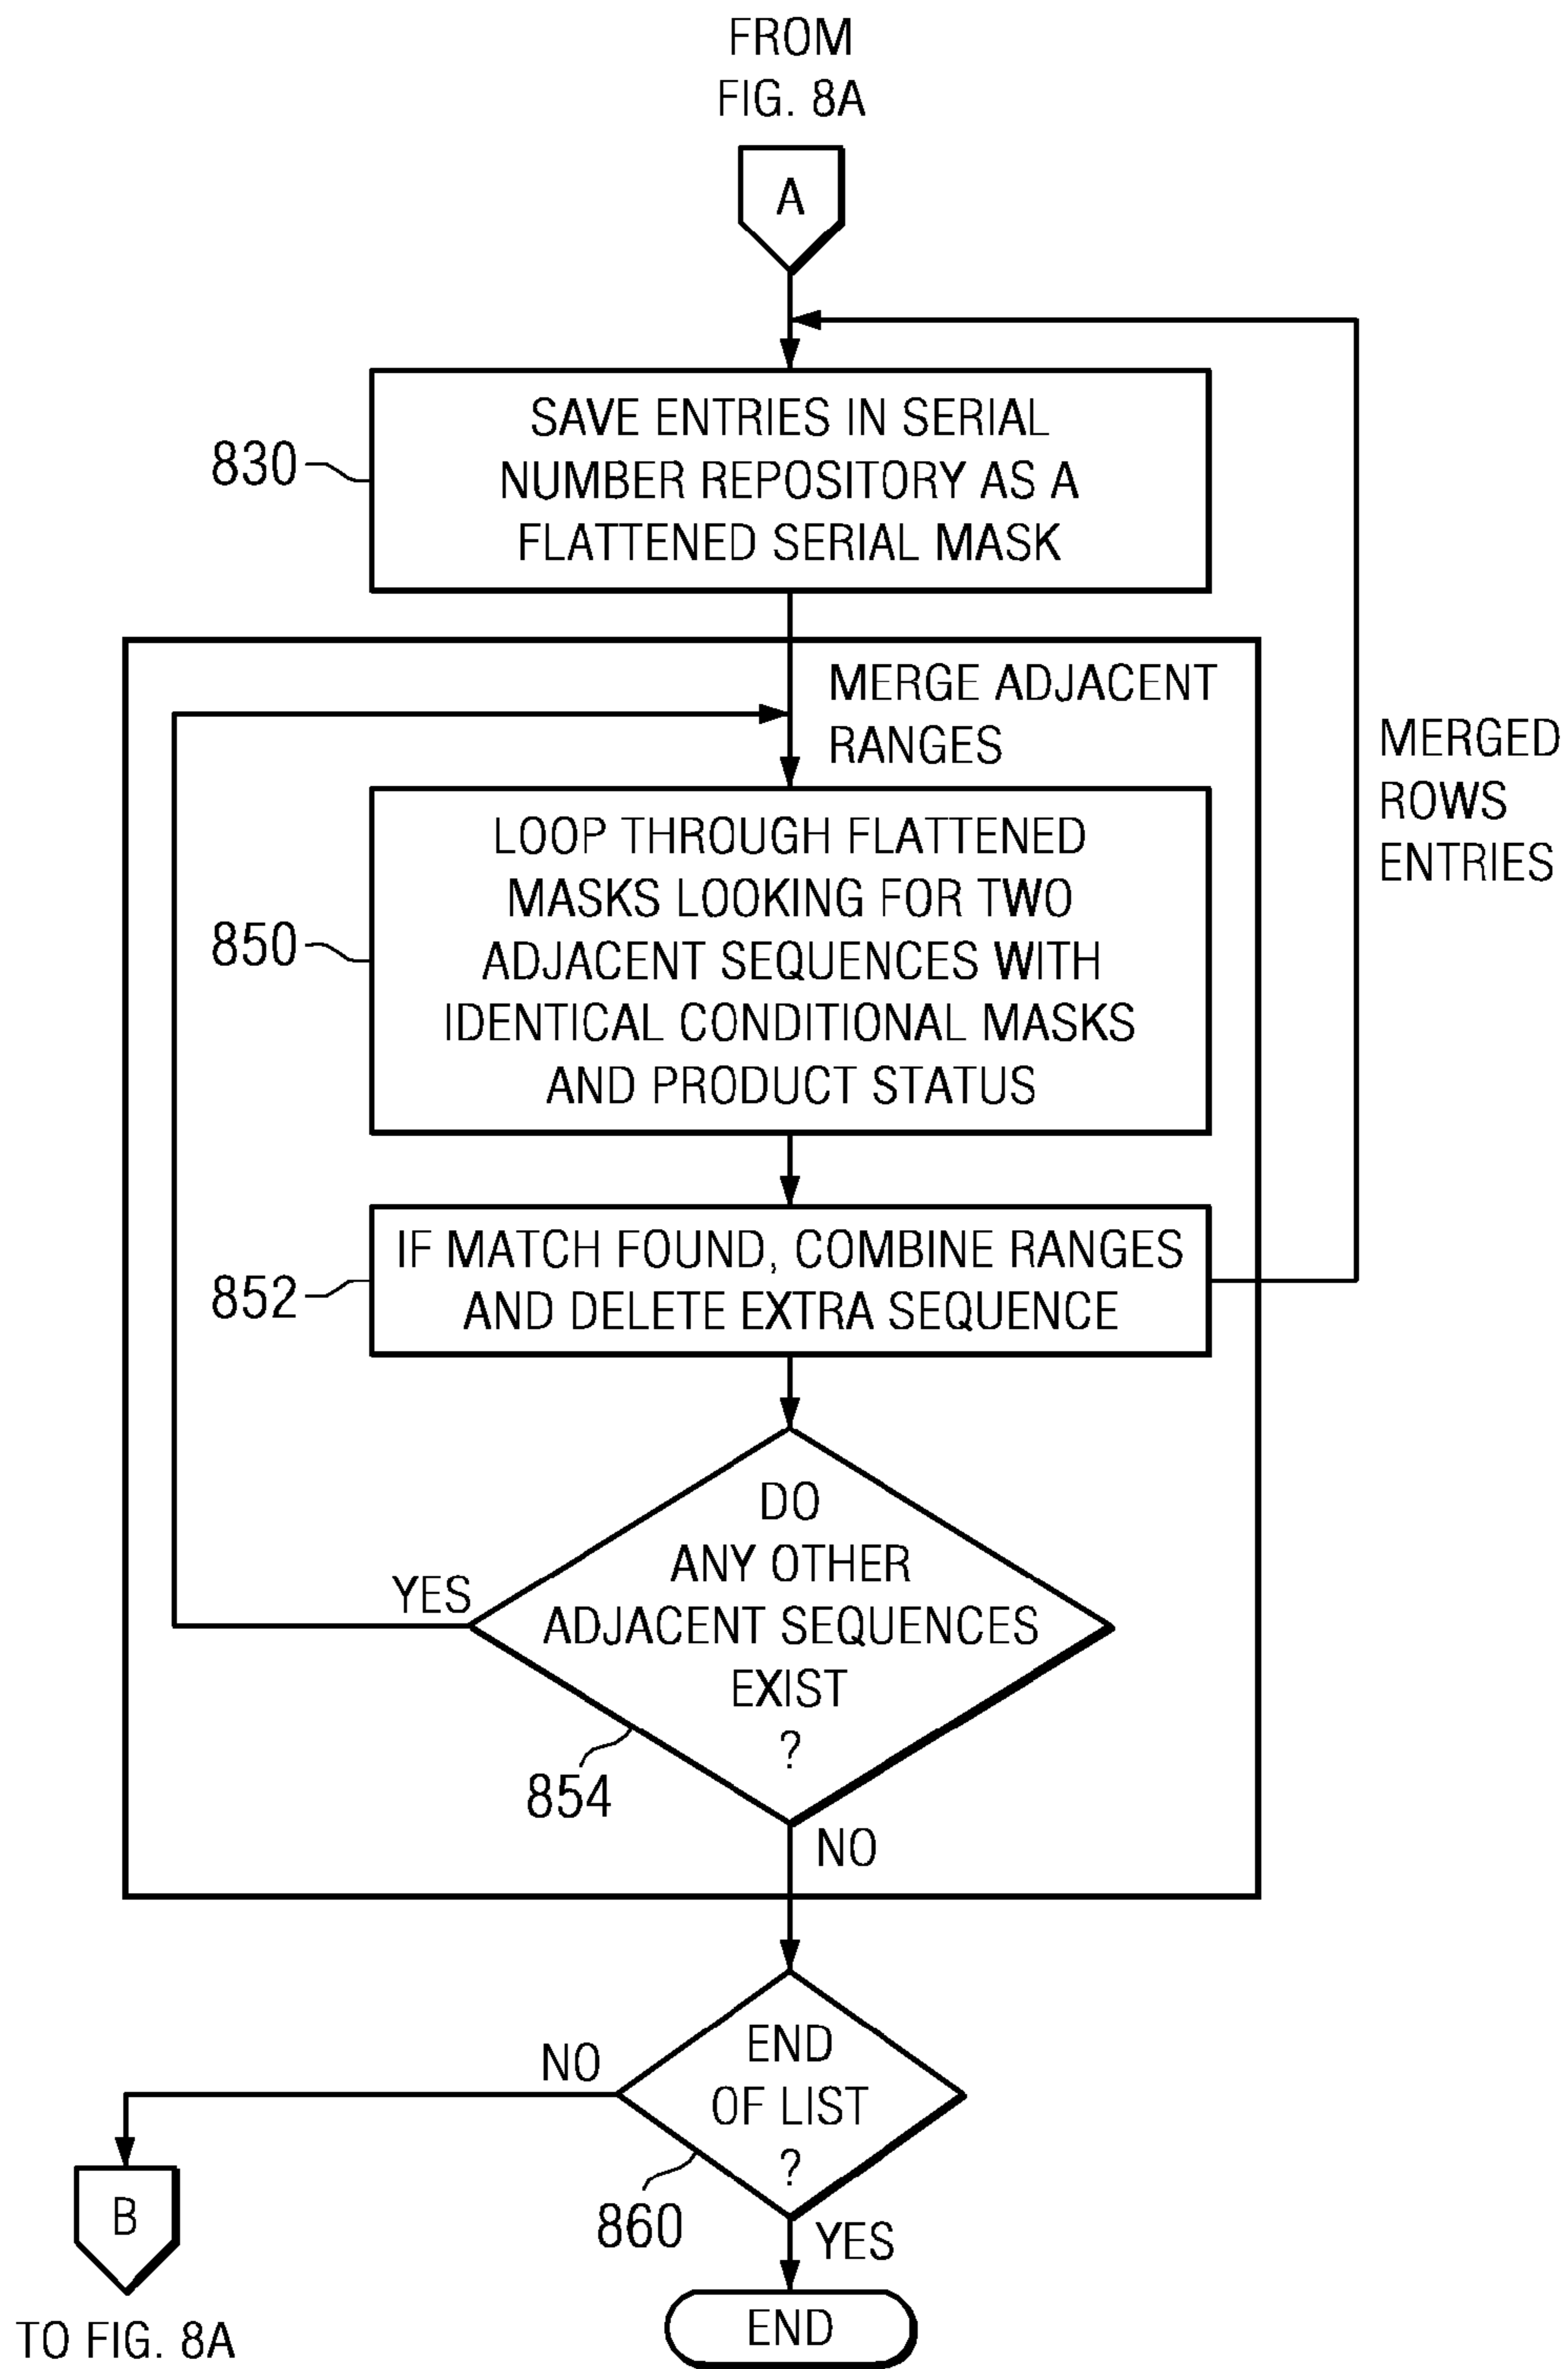 FROM
FIG. 8A
A
SAVE ENTRIES IN SERIAL
NUMBER REPOSITORY AS A
FLATTENED SERIAL MASK
830
MERGE ADJACENT
RANGES
MERGED
ROWS
ENTRIES
LOOP THROUGH FLATTENED
MASKS LOOKING FOR TWO
ADJACENT SEQUENCES WITH
IDENTICAL CONDITIONAL MASKS
AND PRODUCT STATUS
850
IF MATCH FOUND, COMBINE RANGES
AND DELETE EXTRA SEQUENCE
852
DO
ANY OTHER
ADJACENT SEQUENCES
EXIST
?
YES
854
NO
END
OF LIST
?
NO
860
YES
B
TO FIG. 8A
END